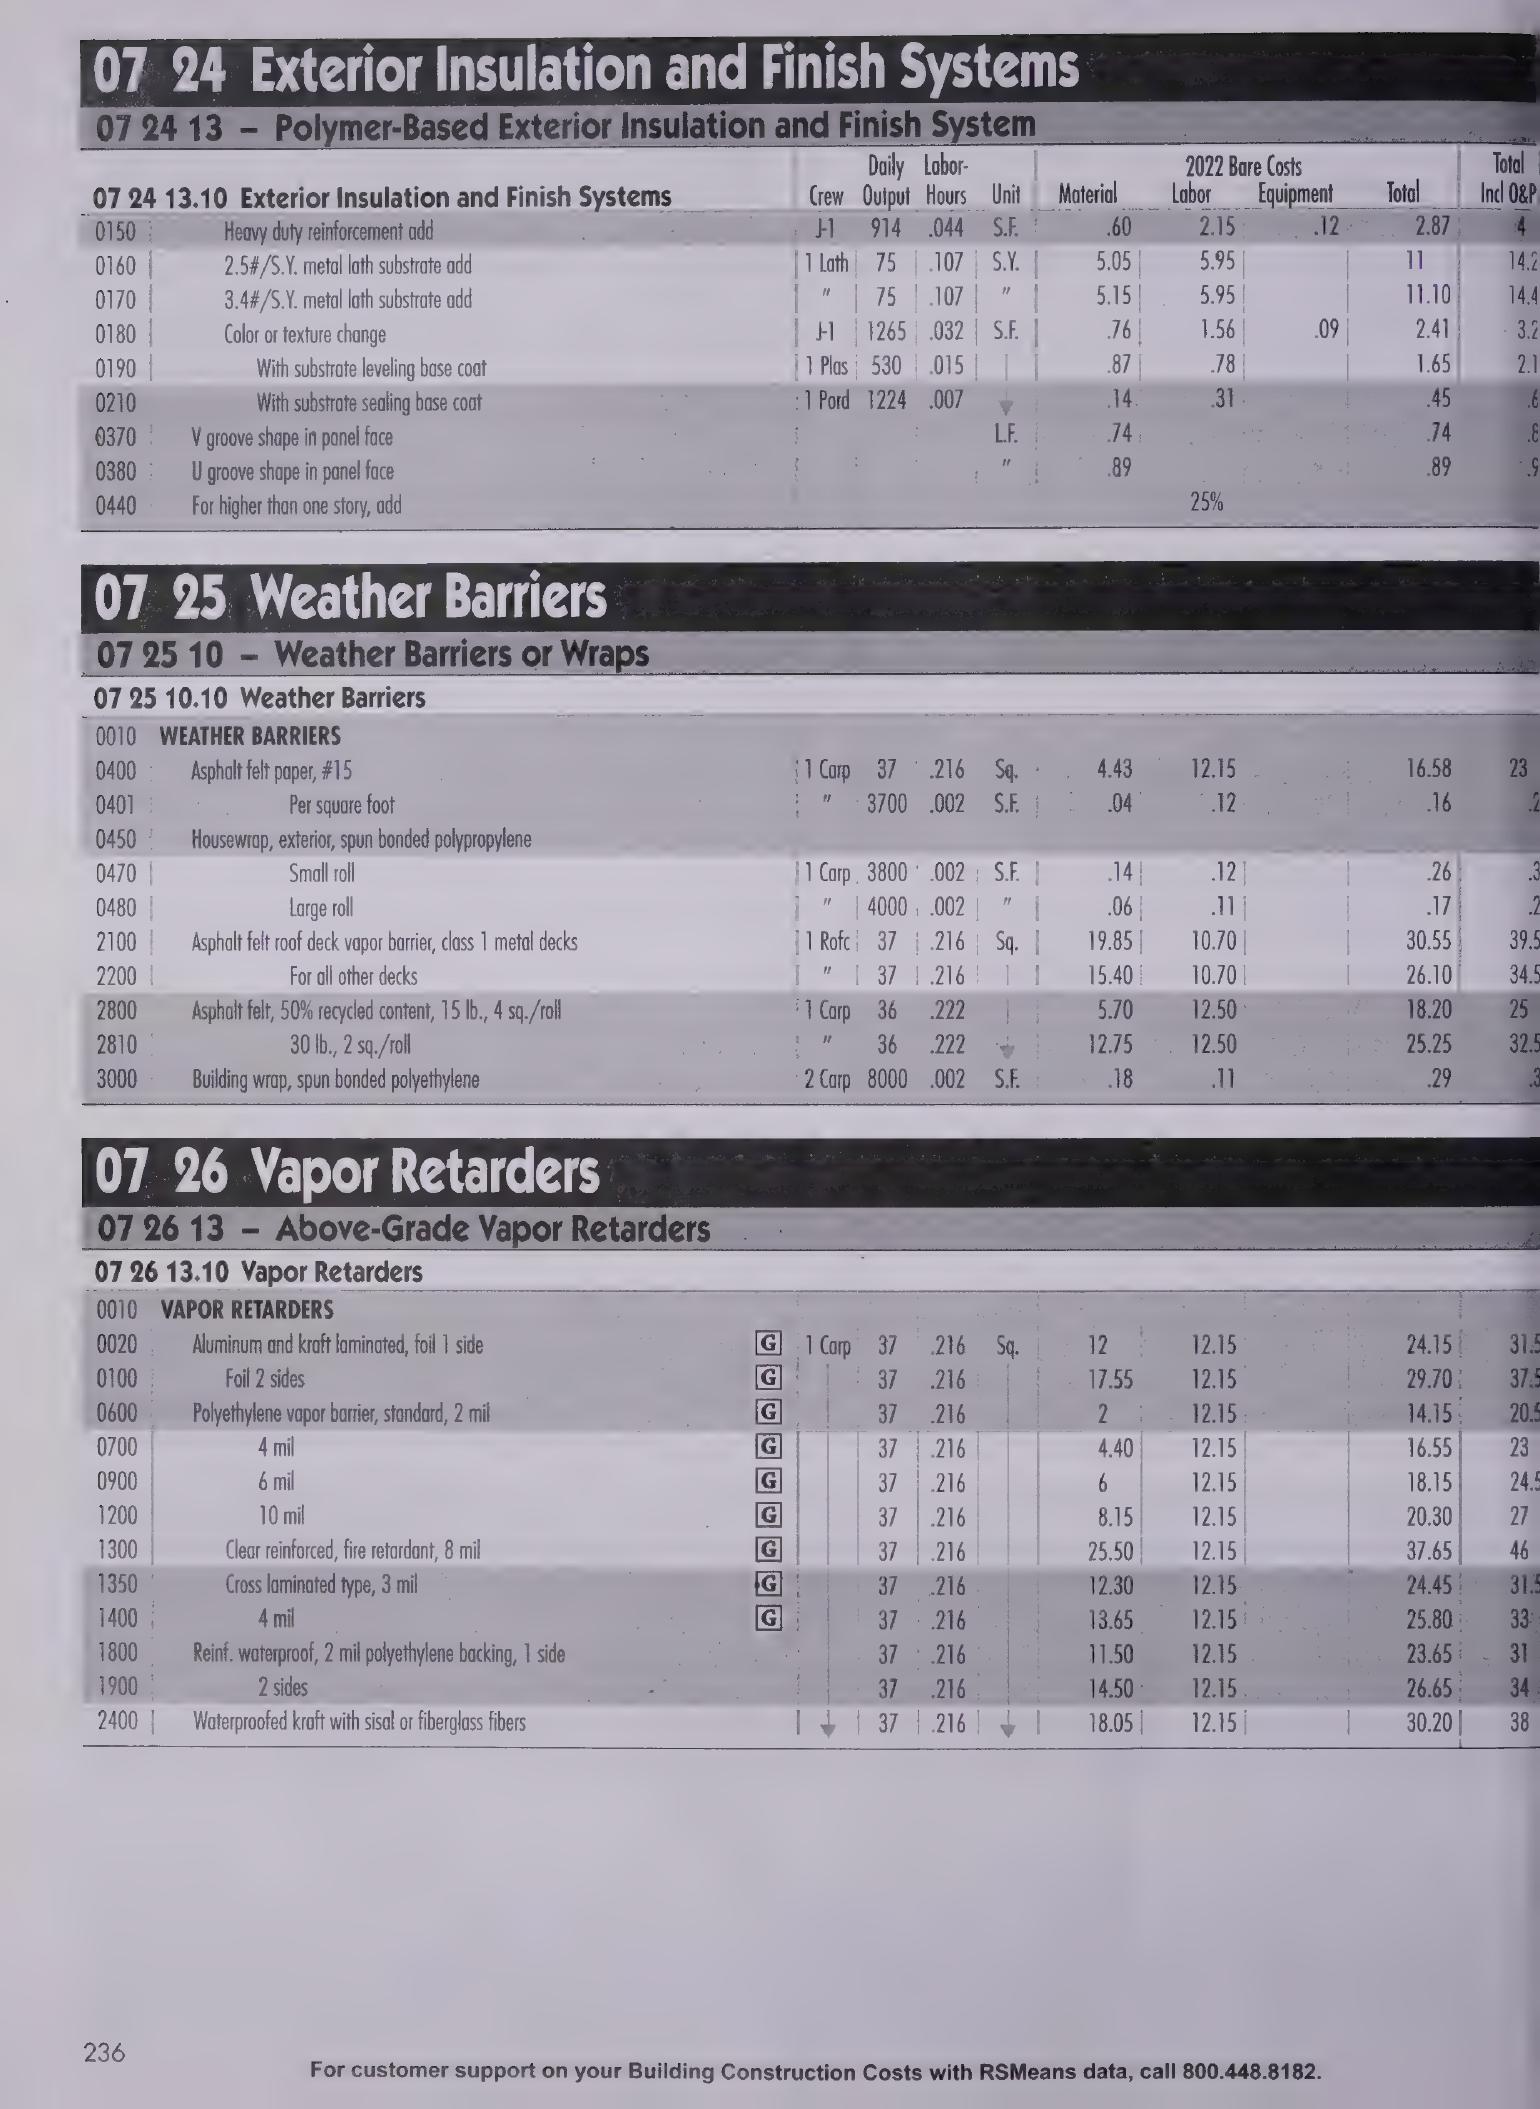 07 24 Exterior Insulation and Finish Systems
07 24 13 – Polymer-Based Exterior Insulation and Finish System
Daily Labor- 2022 Bare Costs Total
07 24 13.10 Exterior Insulation and Finish Systems Crew Output Hours Unit Material Labor Equipment Total Incl O&P
0150 Heavy duty reinforcement add J-1 914 .044 S.F. .60 2.15 .12 2.87 4
0160 2.5#/S.Y. metal lath substrate add 1 Lath 75 .107 S.Y. 5.05 5.95 11 14.2
0170 3.4#/S.Y. metal lath substrate add " 75 .107 " 5.15 5.95 11.10 14.4
0180 Color or texture change J-1 1265 .032 S.F. .76 1.56 .09 2.41 3.2
0190 With substrate leveling base coat 1 Plas 530 .015 .87 .78 1.65 2.1
0210 With substrate sealing base coat 1 Pord 1224 .007 .14 .31 .45 .6
0370 V groove shape in panel face L.F. .74 .74 .8
0380 U groove shape in panel face " .89 .89 .9
0440 For higher than one story, add 25%
07 25 Weather Barriers
07 25 10 – Weather Barriers or Wraps
07 25 10.10 Weather Barriers
0010 WEATHER BARRIERS
0400 Asphalt felt paper, #15 1 Carp 37 .216 Sq. 4.43 12.15 16.58 23
0401 Per square foot " 3700 .002 S.F. .04 .12 .16 .2
0450 Housewrap, exterior, spun bonded polypropylene
0470 Small roll 1 Carp 3800 .002 S.F. .14 .12 .26 .3
0480 Large roll " 4000 .002 " .06 .11 .17 .2
2100 Asphalt felt roof deck vapor barrier, class 1 metal decks 1 Rofc 37 .216 Sq. 19.85 10.70 30.55 39.5
2200 For all other decks " 37 .216 15.40 10.70 26.10 34.5
2800 Asphalt felt, 50% recycled content, 15 lb., 4 sq./roll 1 Carp 36 .222 5.70 12.50 18.20 25
2810 30 lb., 2 sq./roll " 36 .222 12.75 12.50 25.25 32.5
3000 Building wrap, spun bonded polyethylene 2 Carp 8000 .002 S.F. .18 .11 .29 .3
07 26 Vapor Retarders
07 26 13 – Above-Grade Vapor Retarders
07 26 13.10 Vapor Retarders
0010 VAPOR RETARDERS
0020 Aluminum and kraft laminated, foil 1 side G 1 Carp 37 .216 Sq. 12 12.15 24.15 31.5
0100 Foil 2 sides G 37 .216 17.55 12.15 29.70 37.5
0600 Polyethylene vapor barrier, standard, 2 mil G 37 .216 2 12.15 14.15 20.5
0700 4 mil G 37 .216 4.40 12.15 16.55 23
0900 6 mil G 37 .216 6 12.15 18.15 24.5
1200 10 mil G 37 .216 8.15 12.15 20.30 27
1300 Clear reinforced, fire retardant, 8 mil G 37 .216 25.50 12.15 37.65 46
1350 Cross laminated type, 3 mil G 37 .216 12.30 12.15 24.45 31.5
1400 4 mil G 37 .216 13.65 12.15 25.80 33
1800 Reinf. waterproof, 2 mil polyethylene backing, 1 side 37 .216 11.50 12.15 23.65 31
1900 2 sides 37 .216 14.50 12.15 26.65 34
2400 Waterproofed kraft with sisal or fiberglass fibers 37 .216 18.05 12.15 30.20 38
236
For customer support on your Building Construction Costs with RSMeans data, call 800.448.8182.